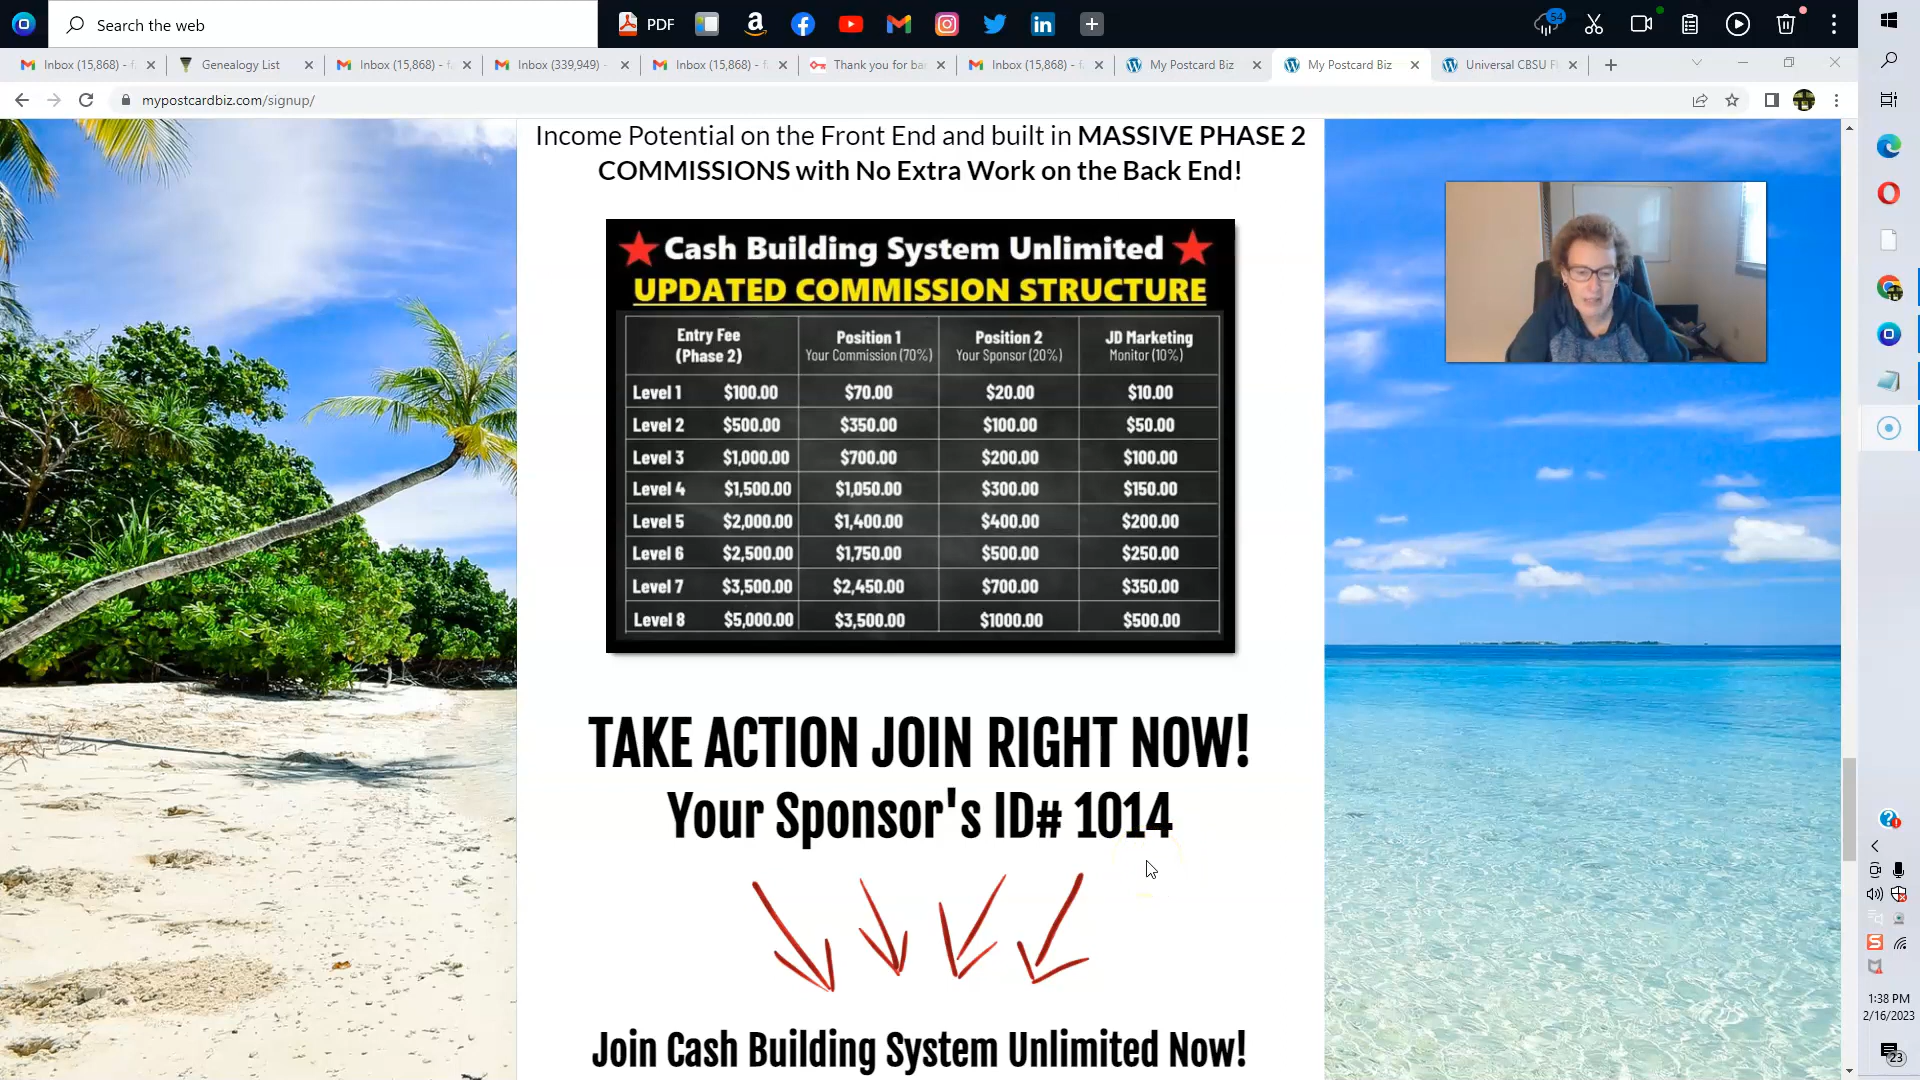 Search the web
PDF
54
Inbox (15,868) - f
Genealogy List
Inbox (15,868) - f
Inbox (339,949) -
Inbox (15,868) - f
Thank you for ba
Inbox (15,868) - f
My Postcard Biz
My Postcard Biz
Universal CBSU F
mypostcardbiz.com/signup/
Income Potential on the Front End and built in MASSIVE PHASE 2
COMMISSIONS with No Extra Work on the Back End!
Cash Building System Unlimited
UPDATED COMMISSION STRUCTURE
Entry Fee (Phase 2) Position 1 Your Commission (70%) Position 2 Your Sponsor (20%) JD Marketing Monitor (10%)
Level 1 $100.00 $70.00 $20.00 $10.00
Level 2 $500.00 $350.00 $100.00 $50.00
Level 3 $1,000.00 $700.00 $200.00 $100.00
Level 4 $1,500.00 $1,050.00 $300.00 $150.00
Level 5 $2,000.00 $1,400.00 $400.00 $200.00
Level 6 $2,500.00 $1,750.00 $500.00 $250.00
Level 7 $3,500.00 $2,450.00 $700.00 $350.00
Level 8 $5,000.00 $3,500.00 $1000.00 $500.00
TAKE ACTION JOIN RIGHT NOW!
Your Sponsor's ID# 1014
Join Cash Building System Unlimited Now!
1:38 PM
2/16/2023
23